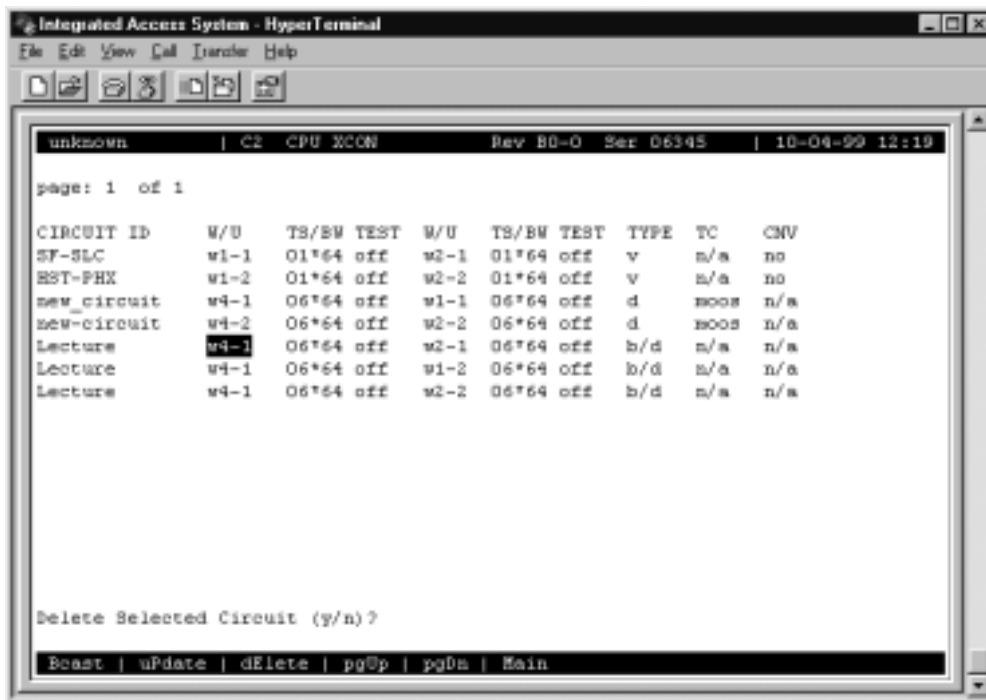 Integrated Access System - HyperTerminal
File Edit View Call Transfer Help
unknown | C2 CPU XCON Rev B0-0 Ser 06345 | 10-04-99 12:19
page: 1 of 1
CIRCUIT ID W/U TS/BW TEST W/U TS/BW TEST TYPE TC CNV
SF-SLC w1-1 01*64 off w2-1 01*64 off v n/a no
HST-PHX w1-2 01*64 off w2-2 01*64 off v n/a no
new_circuit w4-1 06*64 off w1-1 06*64 off d moos n/a
new-circuit w4-2 06*64 off w2-2 06*64 off d moos n/a
Lecture w4-1 06*64 off w2-1 06*64 off b/d n/a n/a
Lecture w4-1 06*64 off w1-2 06*64 off b/d n/a n/a
Lecture w4-1 06*64 off w2-2 06*64 off b/d n/a n/a
Delete Selected Circuit (y/n)?
Bcast | uPdate | dElete | pgUp | pgDn | Main